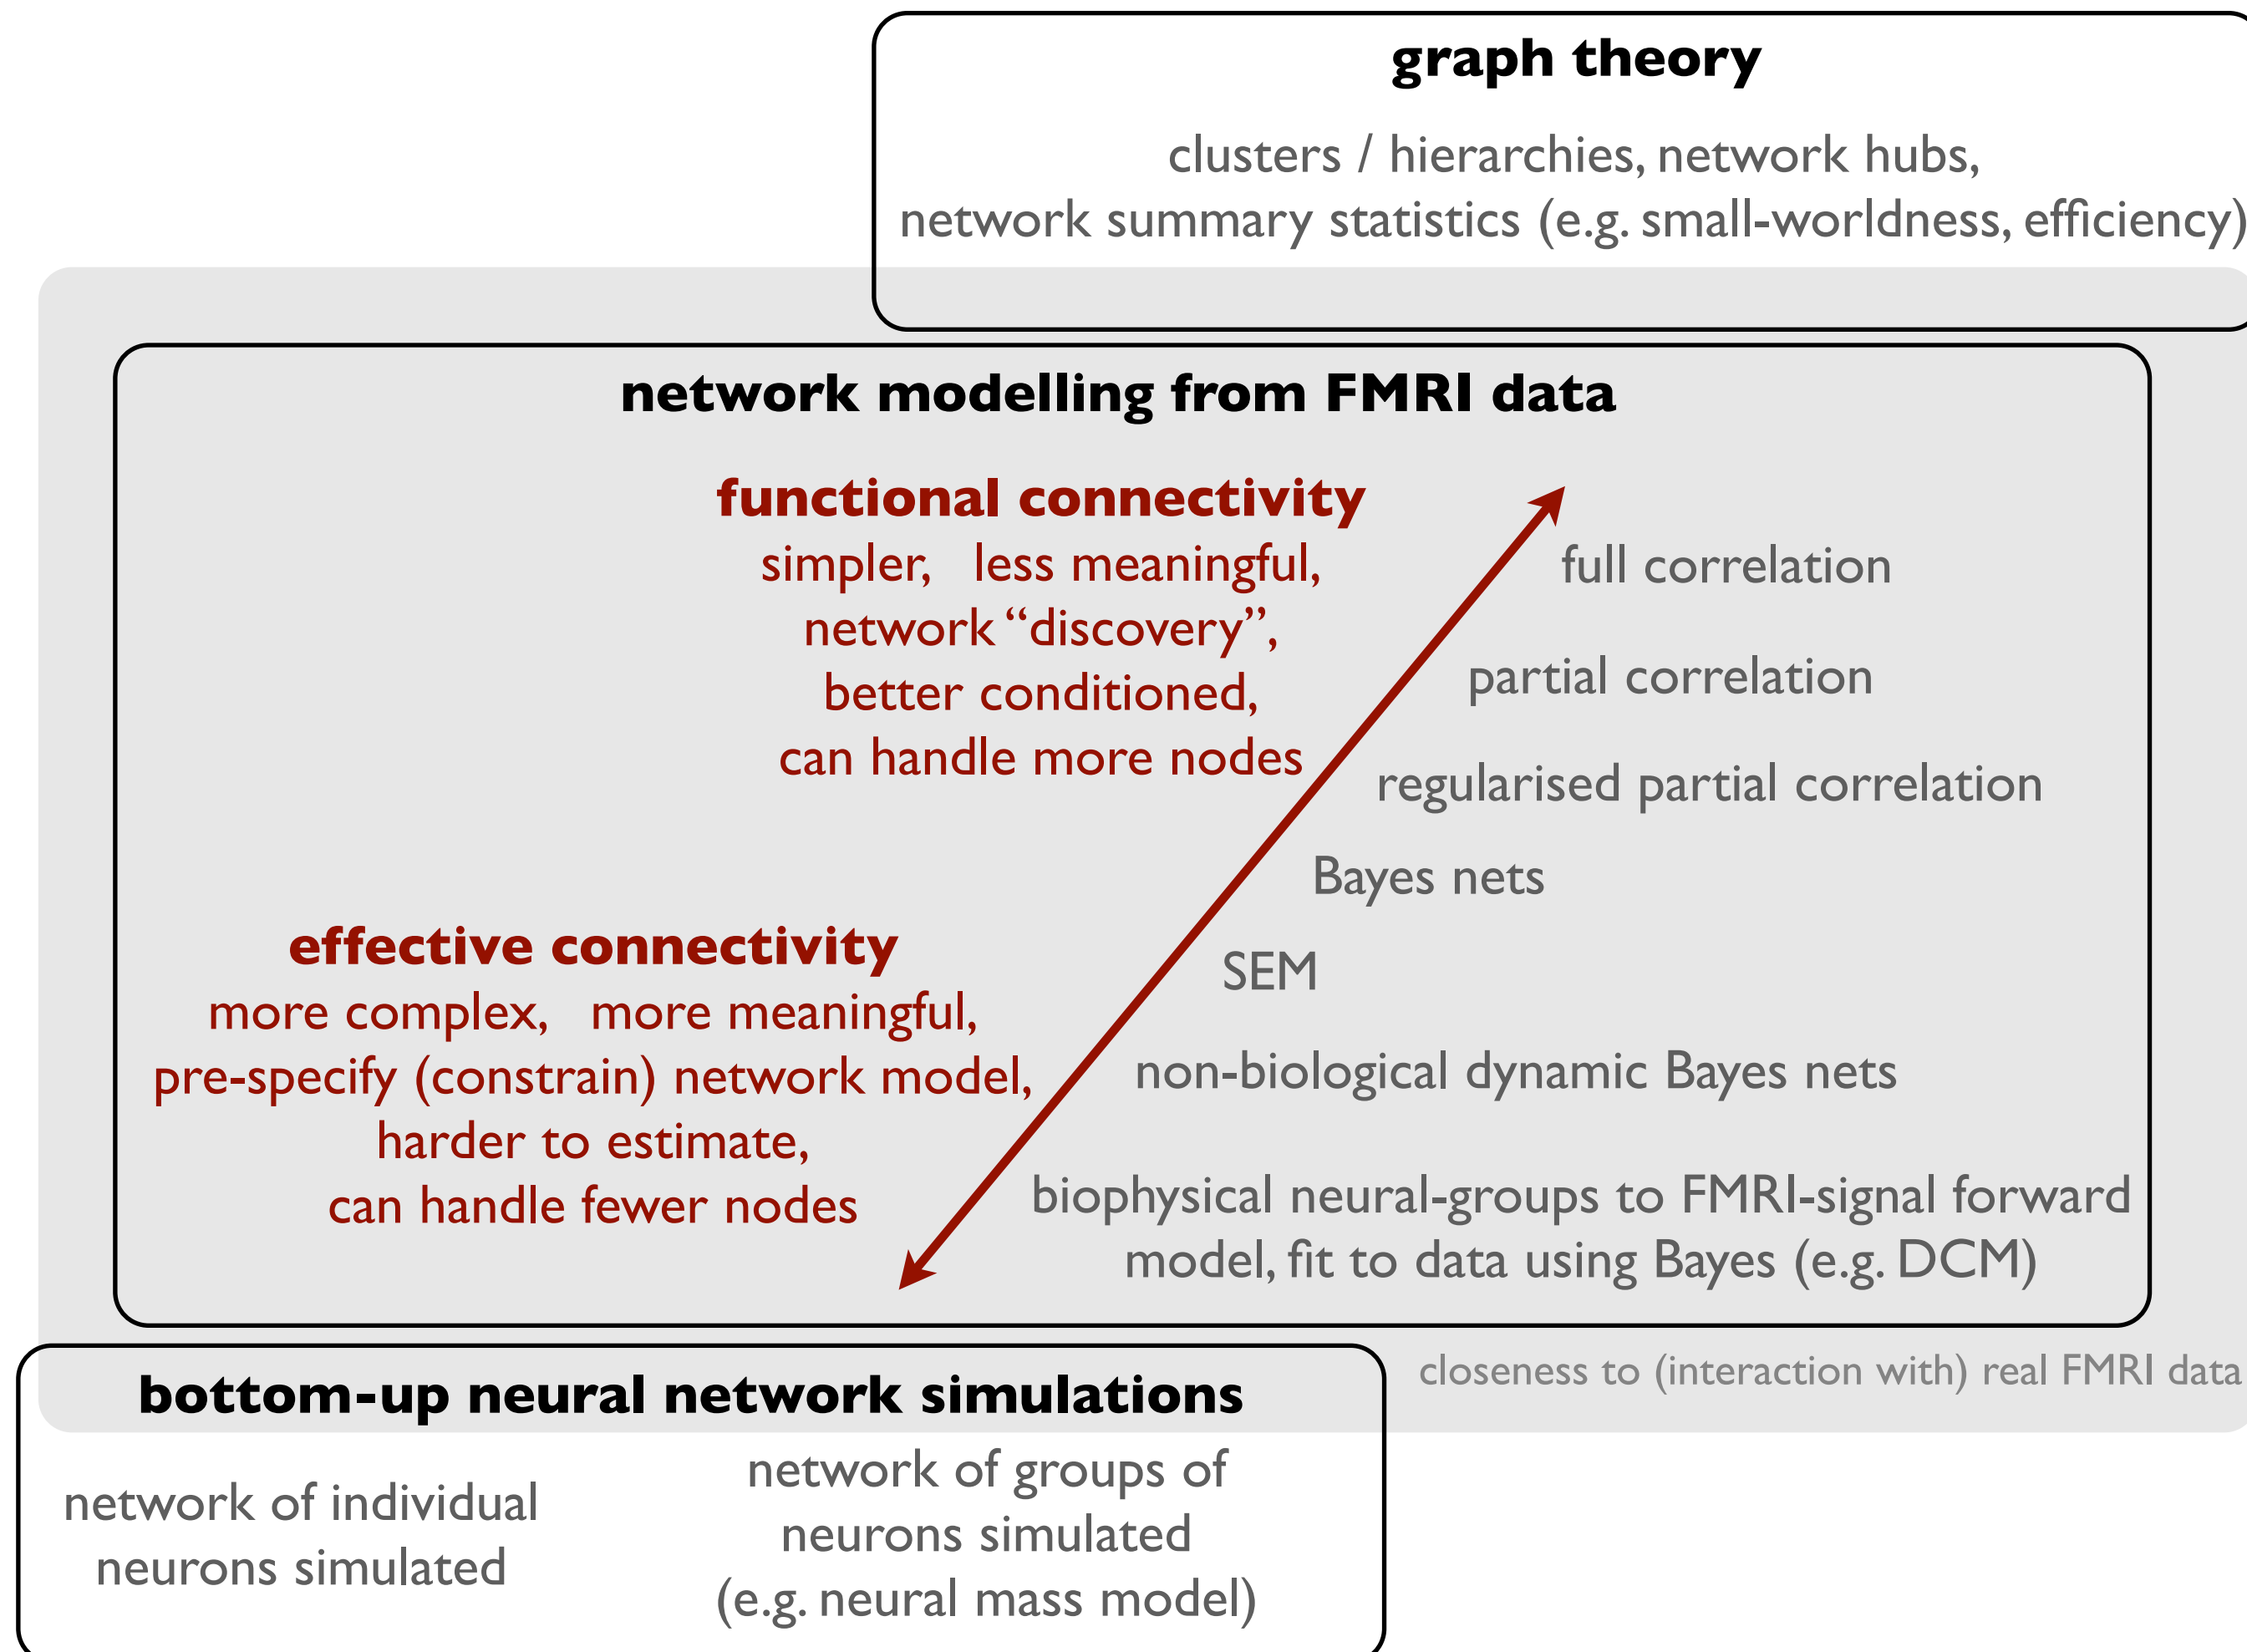 graph theory
clusters / hierarchies, network hubs,
network summary statistics (e.g. small-worldness, efficiency)
network modelling from FMRI data
functional connectivity
simpler, less meaningful,
network “discovery”,
better conditioned,
can handle more nodes
full correlation
partial correlation
regularised partial correlation
Bayes nets
SEM
non-biological dynamic Bayes nets
biophysical neural-groups to FMRI-signal forward
model, fit to data using Bayes (e.g. DCM)
effective connectivity
more complex, more meaningful,
pre-specify (constrain) network model,
harder to estimate,
can handle fewer nodes
closeness to (interaction with) real FMRI data
bottom-up neural network simulations
network of individual
neurons simulated
network of groups of
neurons simulated
(e.g. neural mass model)